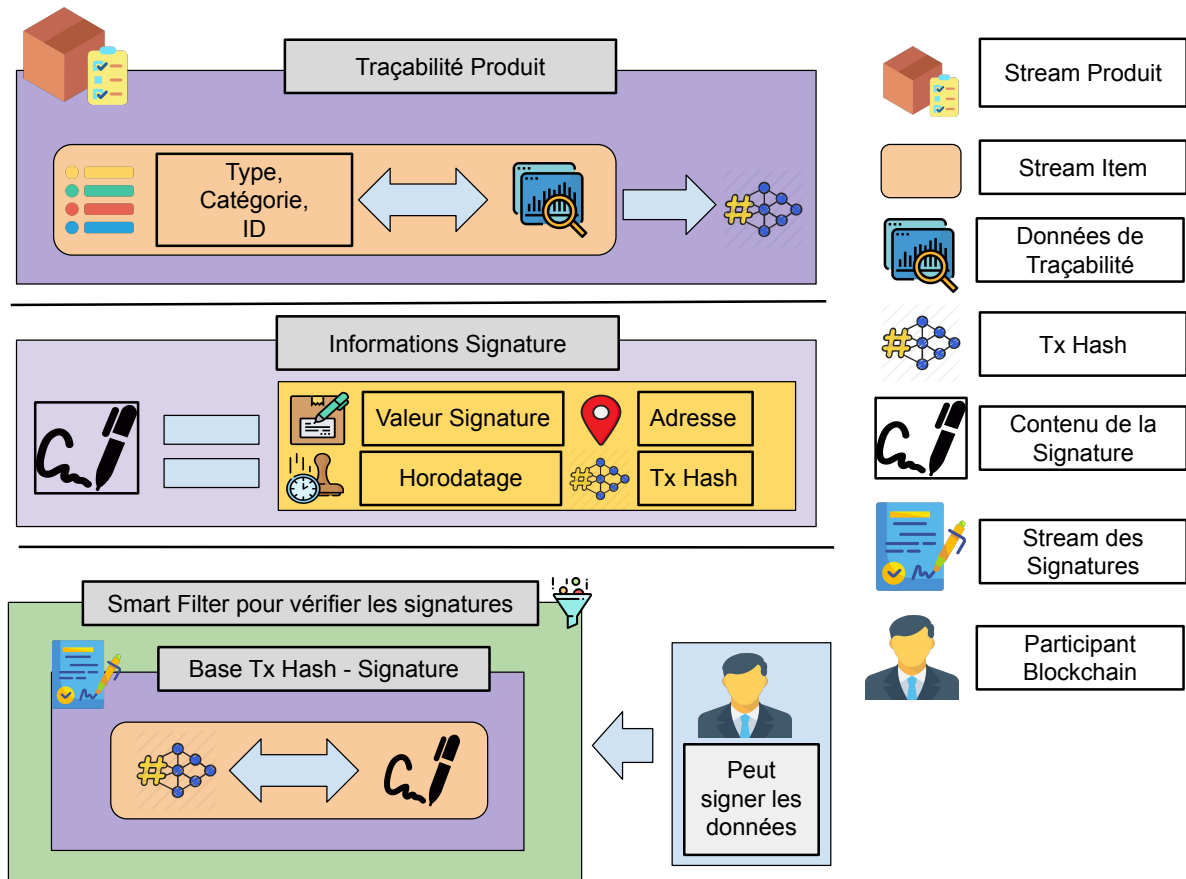 Traçabilité Produit
Type,
Catégorie,
ID
Informations Signature
Valeur Signature
Adresse
Horodatage
Tx Hash
Smart Filter pour vérifier les signatures
Base Tx Hash - Signature
Peut
signer les
données
Stream Produit
Stream Item
Données de
Traçabilité
Tx Hash
Contenu de la
Signature
Stream des
Signatures
Participant
Blockchain